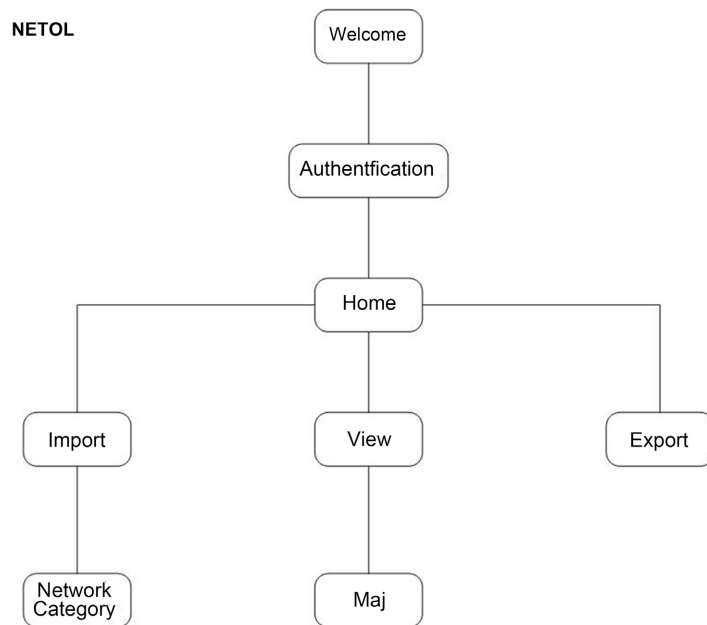 NETOL
Welcome
Authentfication
Home
Import
View
Export
Network
Category
Maj